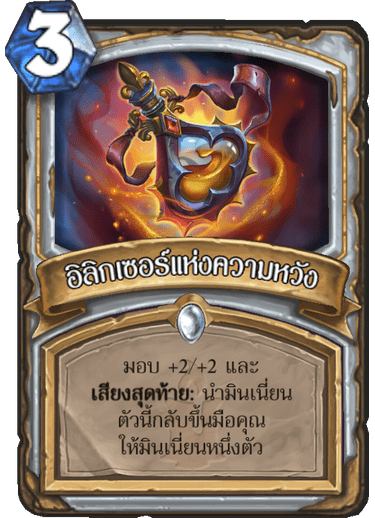 3
อิลิกเซอร์แห่งความหวัง
มอบ +2/+2 และ
เสียงสุดท้าย: นำมินเนี่ยน
ตัวนี้กลับขึ้นมือคุณ
ให้มินเนี่ยนหนึ่งตัว